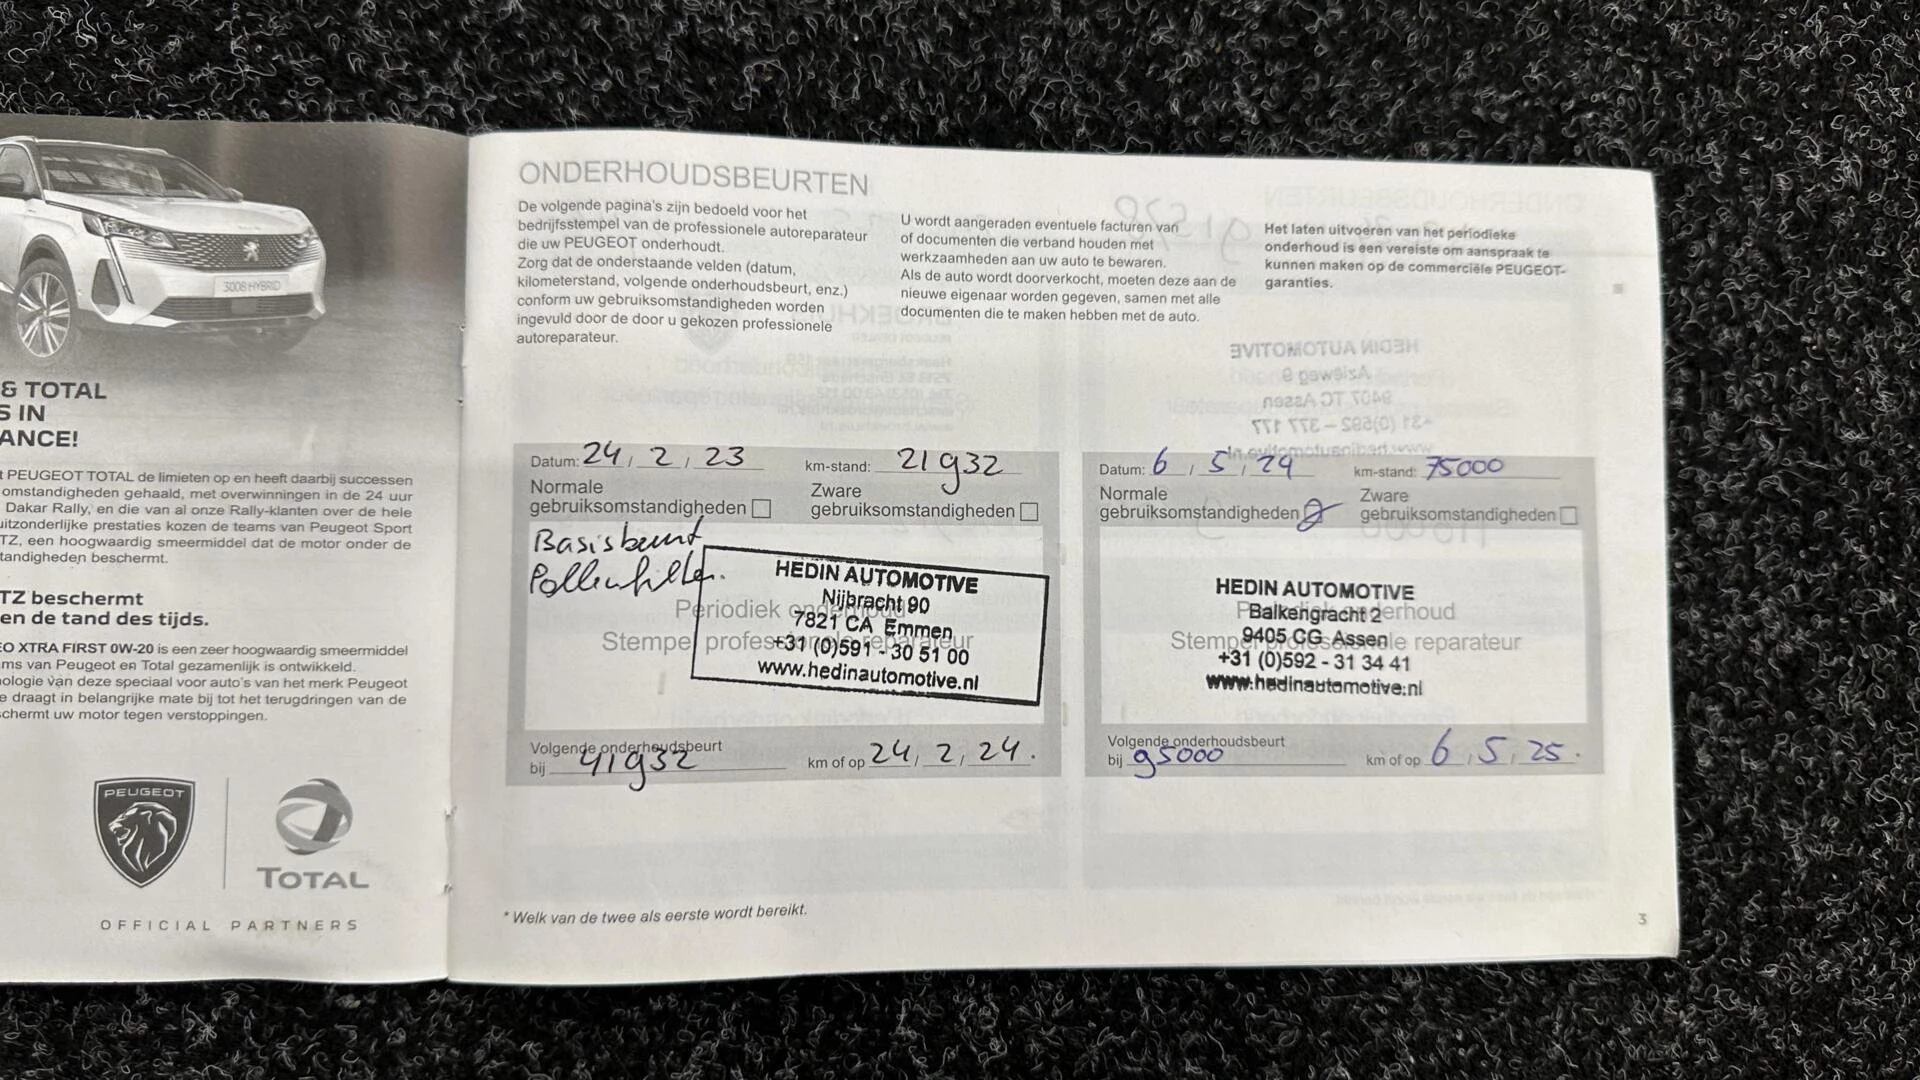 3008 HYBRID
& TOTAL
S IN
ANCE!
t PEUGEOT TOTAL de limieten op en heeft daarbij successen
omstandigheden gehaald, met overwinningen in de 24 uur
Dakar Rally, en die van al onze Rally-klanten over de hele
uitzonderlijke prestaties kozen de teams van Peugeot Sport
TZ, een hoogwaardig smeermiddel dat de motor onder de
tandigheden beschermt.
TZ beschermt
en de tand des tijds.
EO XTRA FIRST 0W-20 is een zeer hoogwaardig smeermiddel
ms van Peugeot en Total gezamenlijk is ontwikkeld.
ologie van deze speciaal voor auto's van het merk Peugeot
e draagt in belangrijke mate bij tot het terugdringen van de
schermt uw motor tegen verstoppingen.
PEUGEOT
TOTAL
OFFICIAL PARTNERS
ONDERHOUDSBEURTEN
De volgende pagina's zijn bedoeld voor het
bedrijfsstempel van de professionele autoreparateur
die uw PEUGEOT onderhoudt.
Zorg dat de onderstaande velden (datum,
kilometerstand, volgende onderhoudsbeurt, enz.)
conform uw gebruiksomstandigheden worden
ingevuld door de door u gekozen professionele
autoreparateur.
U wordt aangeraden eventuele facturen van
of documenten die verband houden met
werkzaamheden aan uw auto te bewaren.
Als de auto wordt doorverkocht, moeten deze aan de
nieuwe eigenaar worden gegeven, samen met alle
documenten die te maken hebben met de auto.
Het laten uitvoeren van het periodieke
onderhoud is een vereiste om aanspraak te
kunnen maken op de commerciële PEUGEOT-
garanties.
Datum: 24, 2, 23 km-stand: 21932
Normale
gebruiksomstandigheden
Zware
gebruiksomstandigheden
Basisbeurt
Pollenfilter.
Periodiek onderhoud
Stempel professionele reparateur
HEDIN AUTOMOTIVE
Nijbracht 90
7821 CA Emmen
+31 (0)591 - 30 51 00
www.hedinautomotive.nl
Volgende onderhoudsbeurt
bij 41932 km of op 24, 2, 24.
Datum: 6, 5, 24 km-stand: 75000
Normale
gebruiksomstandigheden
Zware
gebruiksomstandigheden
Periodiek onderhoud
Stempel professionele reparateur
HEDIN AUTOMOTIVE
Balkengracht 2
9405 CG Assen
+31 (0)592 - 31 34 41
www.hedinautomotive.nl
Volgende onderhoudsbeurt
bij 95000 km of op 6, 5, 25.
* Welk van de twee als eerste wordt bereikt.
3